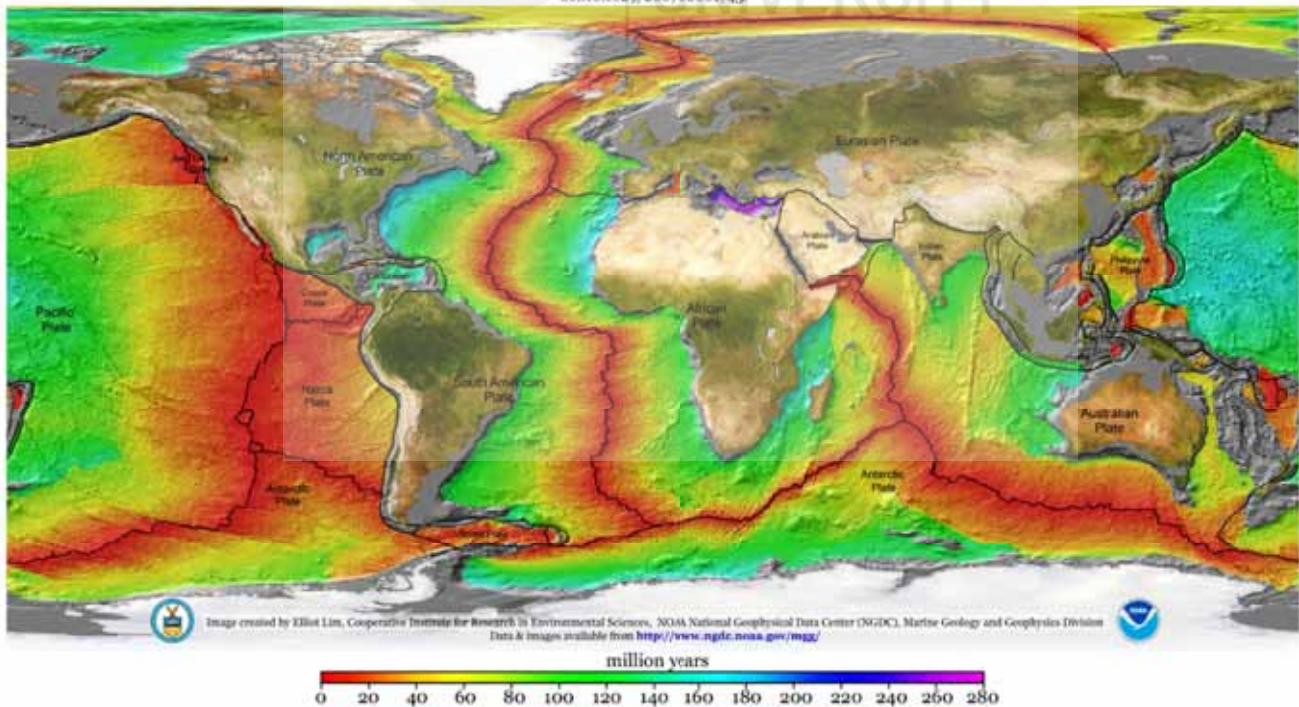 Eurasian Plate
North American
Plate
Arabian
Plate
Indian
Plate
Philippine
Plate
Cocos
Plate
Pacific
Plate
African
Plate
South American
Plate
Nazca
Plate
Australian
Plate
Antarctic
Plate
Antarctic
Plate
Image created by Elliot Lim, Cooperative Institute for Research in Environmental Sciences, NOAA National Geophysical Data Center (NGDC), Marine Geology and Geophysics Division
Data & images available from http://www.ngdc.noaa.gov/mgg/
NOAA
million years
0 20 40 60 80 100 120 140 160 180 200 220 240 260 280